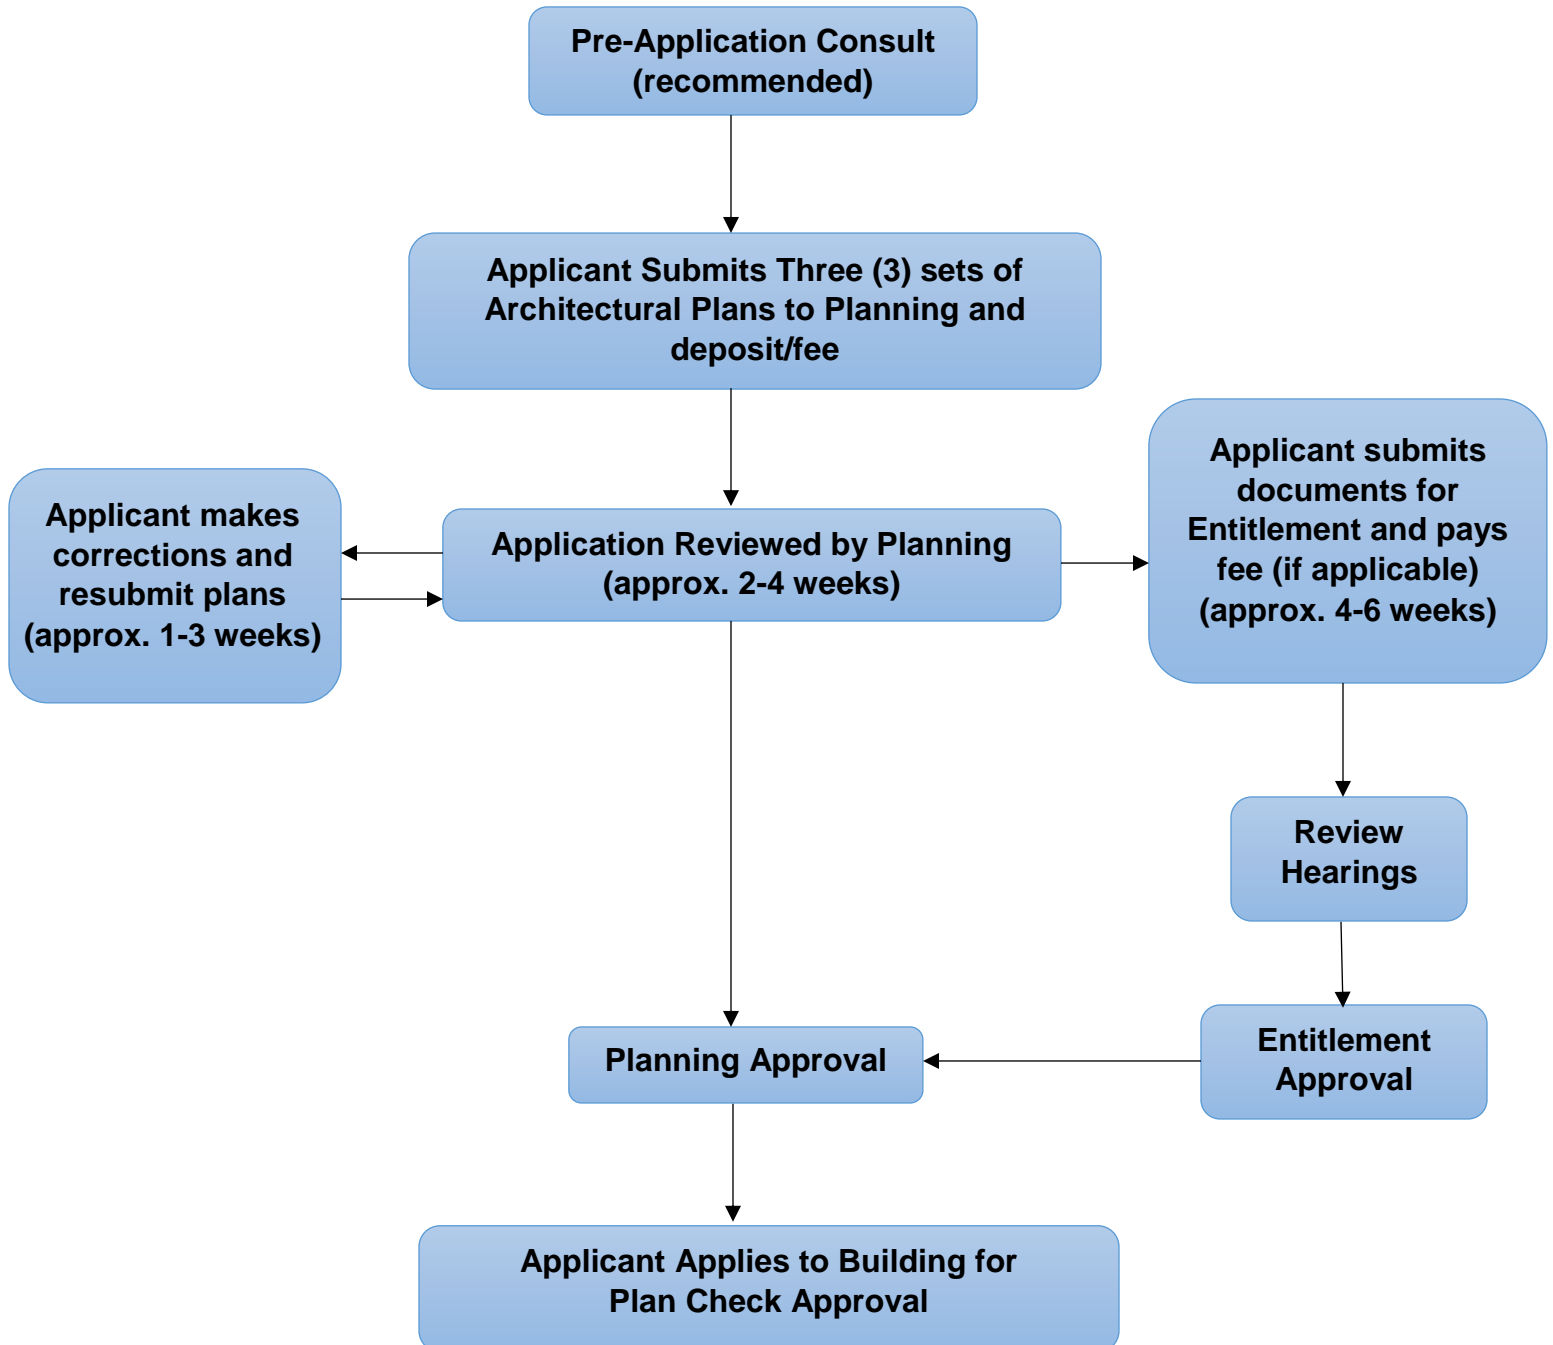 Pre-Application Consult
(recommended)
Applicant Submits Three (3) sets of
Architectural Plans to Planning and
deposit/fee
Applicant makes
corrections and
resubmit plans
(approx. 1-3 weeks)
Application Reviewed by Planning
(approx. 2-4 weeks)
Applicant submits
documents for
Entitlement and pays
fee (if applicable)
(approx. 4-6 weeks)
Review
Hearings
Planning Approval
Entitlement
Approval
Applicant Applies to Building for
Plan Check Approval